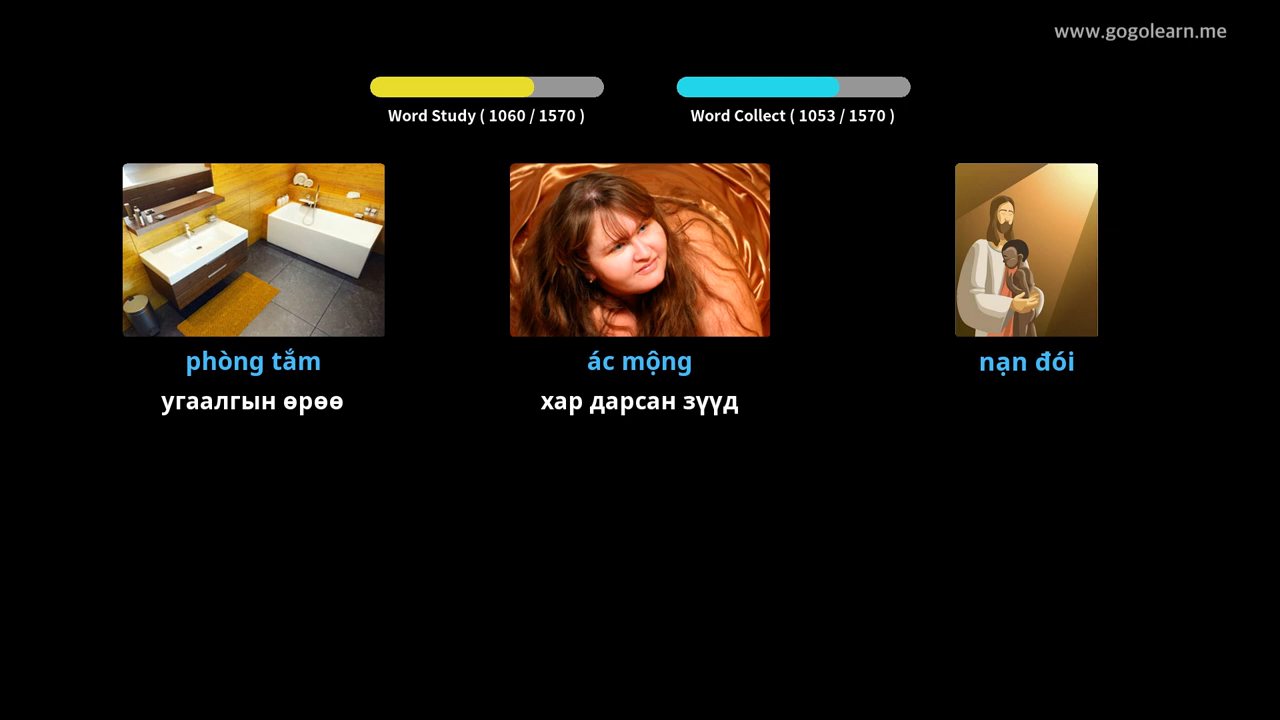 www.gogolearn.me
Word Study ( 1060 / 1570 )
Word Collect ( 1053 / 1570 )
phòng tắm
ác mộng
nạn đói
угаалгын өрөө
хар дарсан зүүд